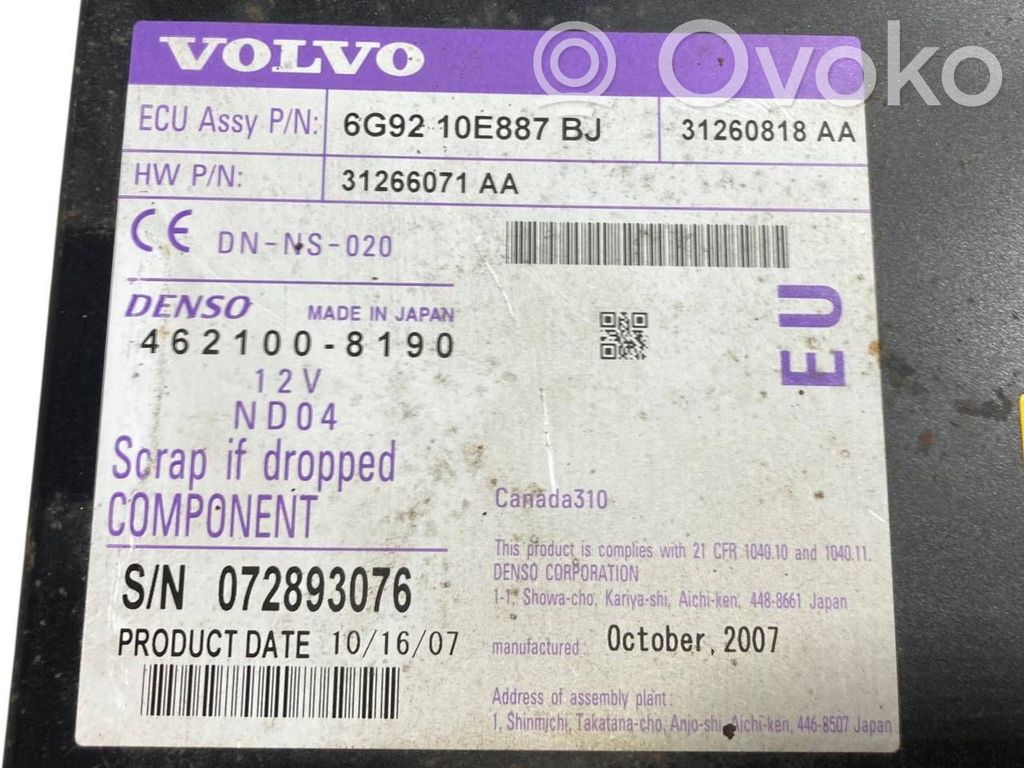 VOLVO
Ovoko
ECU Assy P/N: 6G92 10E887 BJ 31260818 AA
HW P/N: 31266071 AA
CE DN-NS-020
DENSO MADE IN JAPAN
462100-8190
12V
ND04
EU
Scrap if dropped
COMPONENT
Canada310
This product is complies with 21 CFR 1040.10 and 1040.11.
DENSO CORPORATION
1-1, Showa-cho, Kariya-shi, Aichi-ken, 448-8661 Japan
S/N 072893076
PRODUCT DATE 10/16/07
manufactured: October, 2007
Address of assembly plant:
1, Shinmichi, Takatana-cho, Anjo-shi, Aichi-ken, 446-8507 Japan